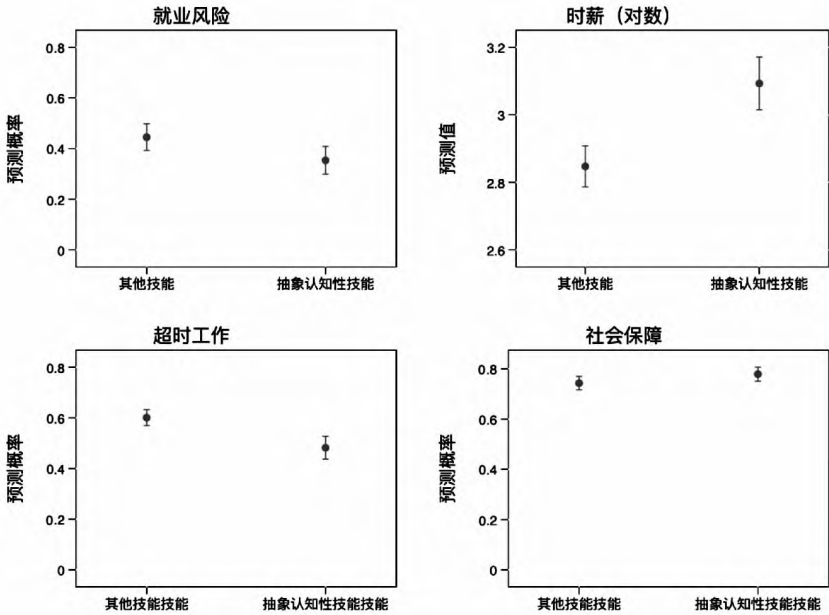 就业风险
预测概率
0.8
0.6
0.4
0.2
0
其他技能
抽象认知性技能
时薪（对数）
预测值
3.2
3
2.8
2.6
其他技能
抽象认知性技能
超时工作
预测概率
0.8
0.6
0.4
0.2
0
其他技能技能
抽象认知性技能技能
社会保障
预测概率
0.8
0.6
0.4
0.2
0
其他技能技能
抽象认知性技能技能